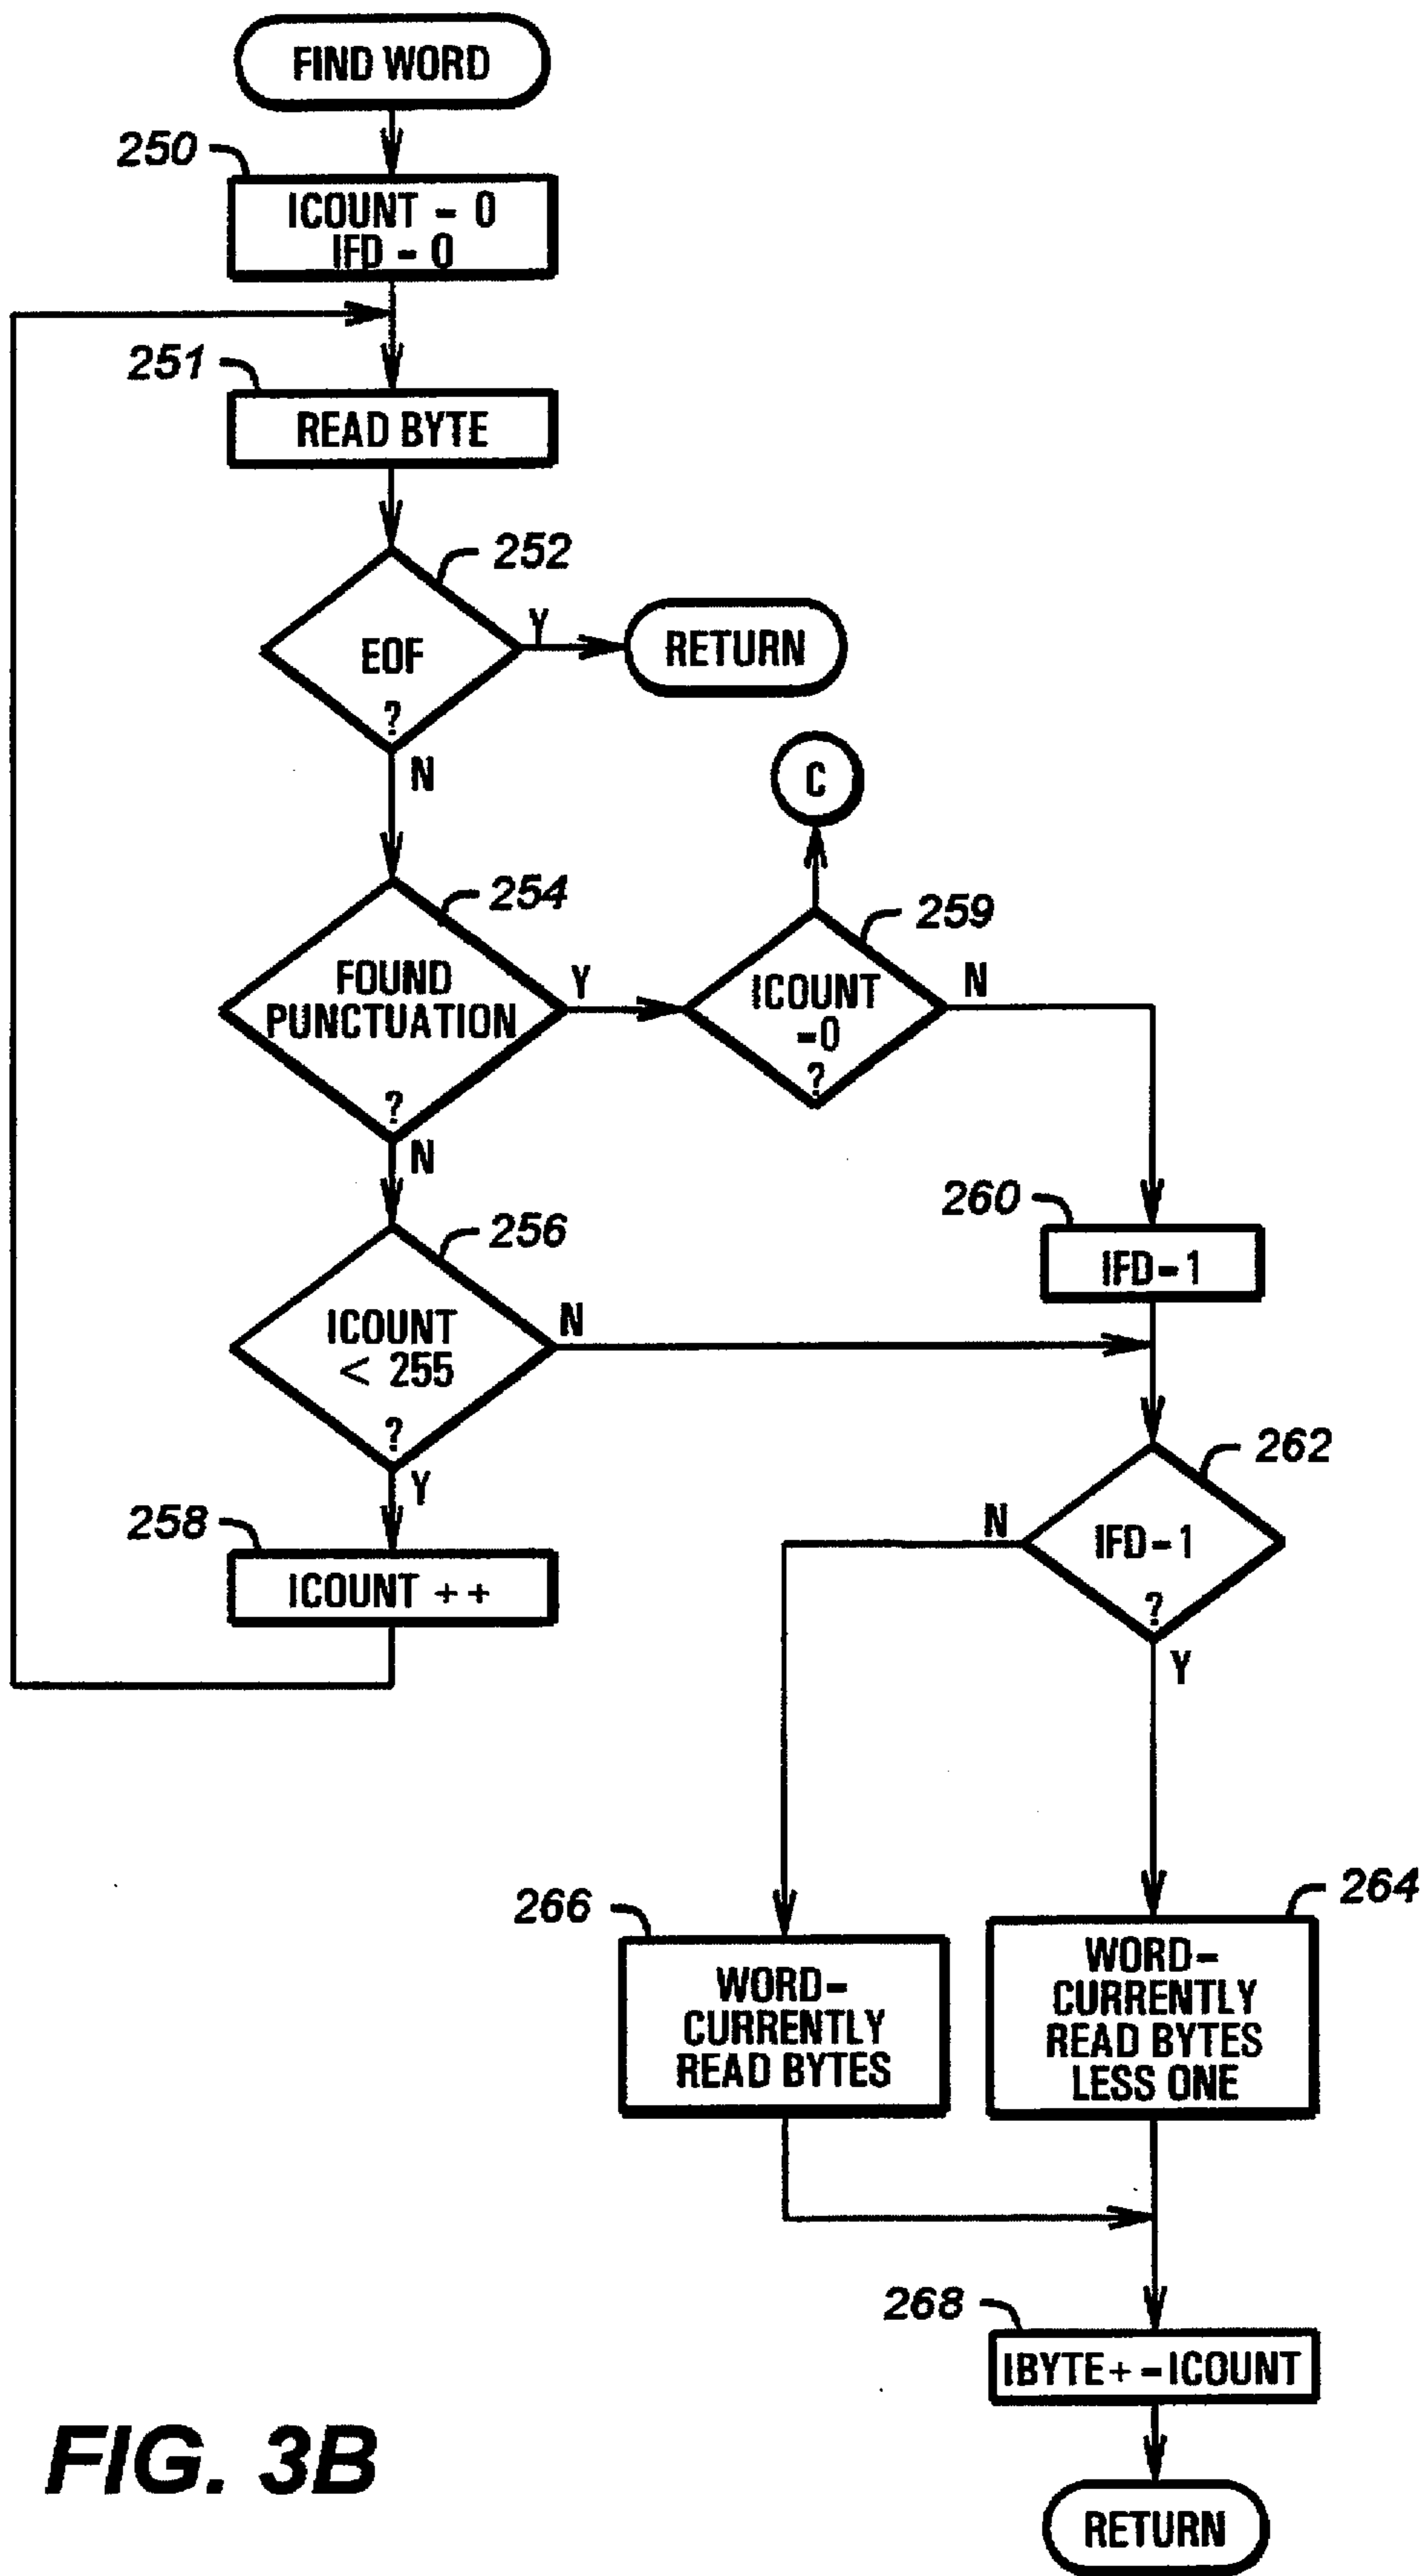 FIND WORD
250
ICOUNT = 0
IFD = 0
251
READ BYTE
252
EOF
?
Y
RETURN
N
C
254
FOUND
PUNCTUATION
?
Y
N
259
ICOUNT
=0
?
N
256
ICOUNT
< 255
?
N
Y
260
IFD=1
258
ICOUNT ++
262
IFD=1
?
N
Y
266
WORD=
CURRENTLY
READ BYTES
264
WORD=
CURRENTLY
READ BYTES
LESS ONE
268
IBYTE+=ICOUNT
RETURN
FIG. 3B